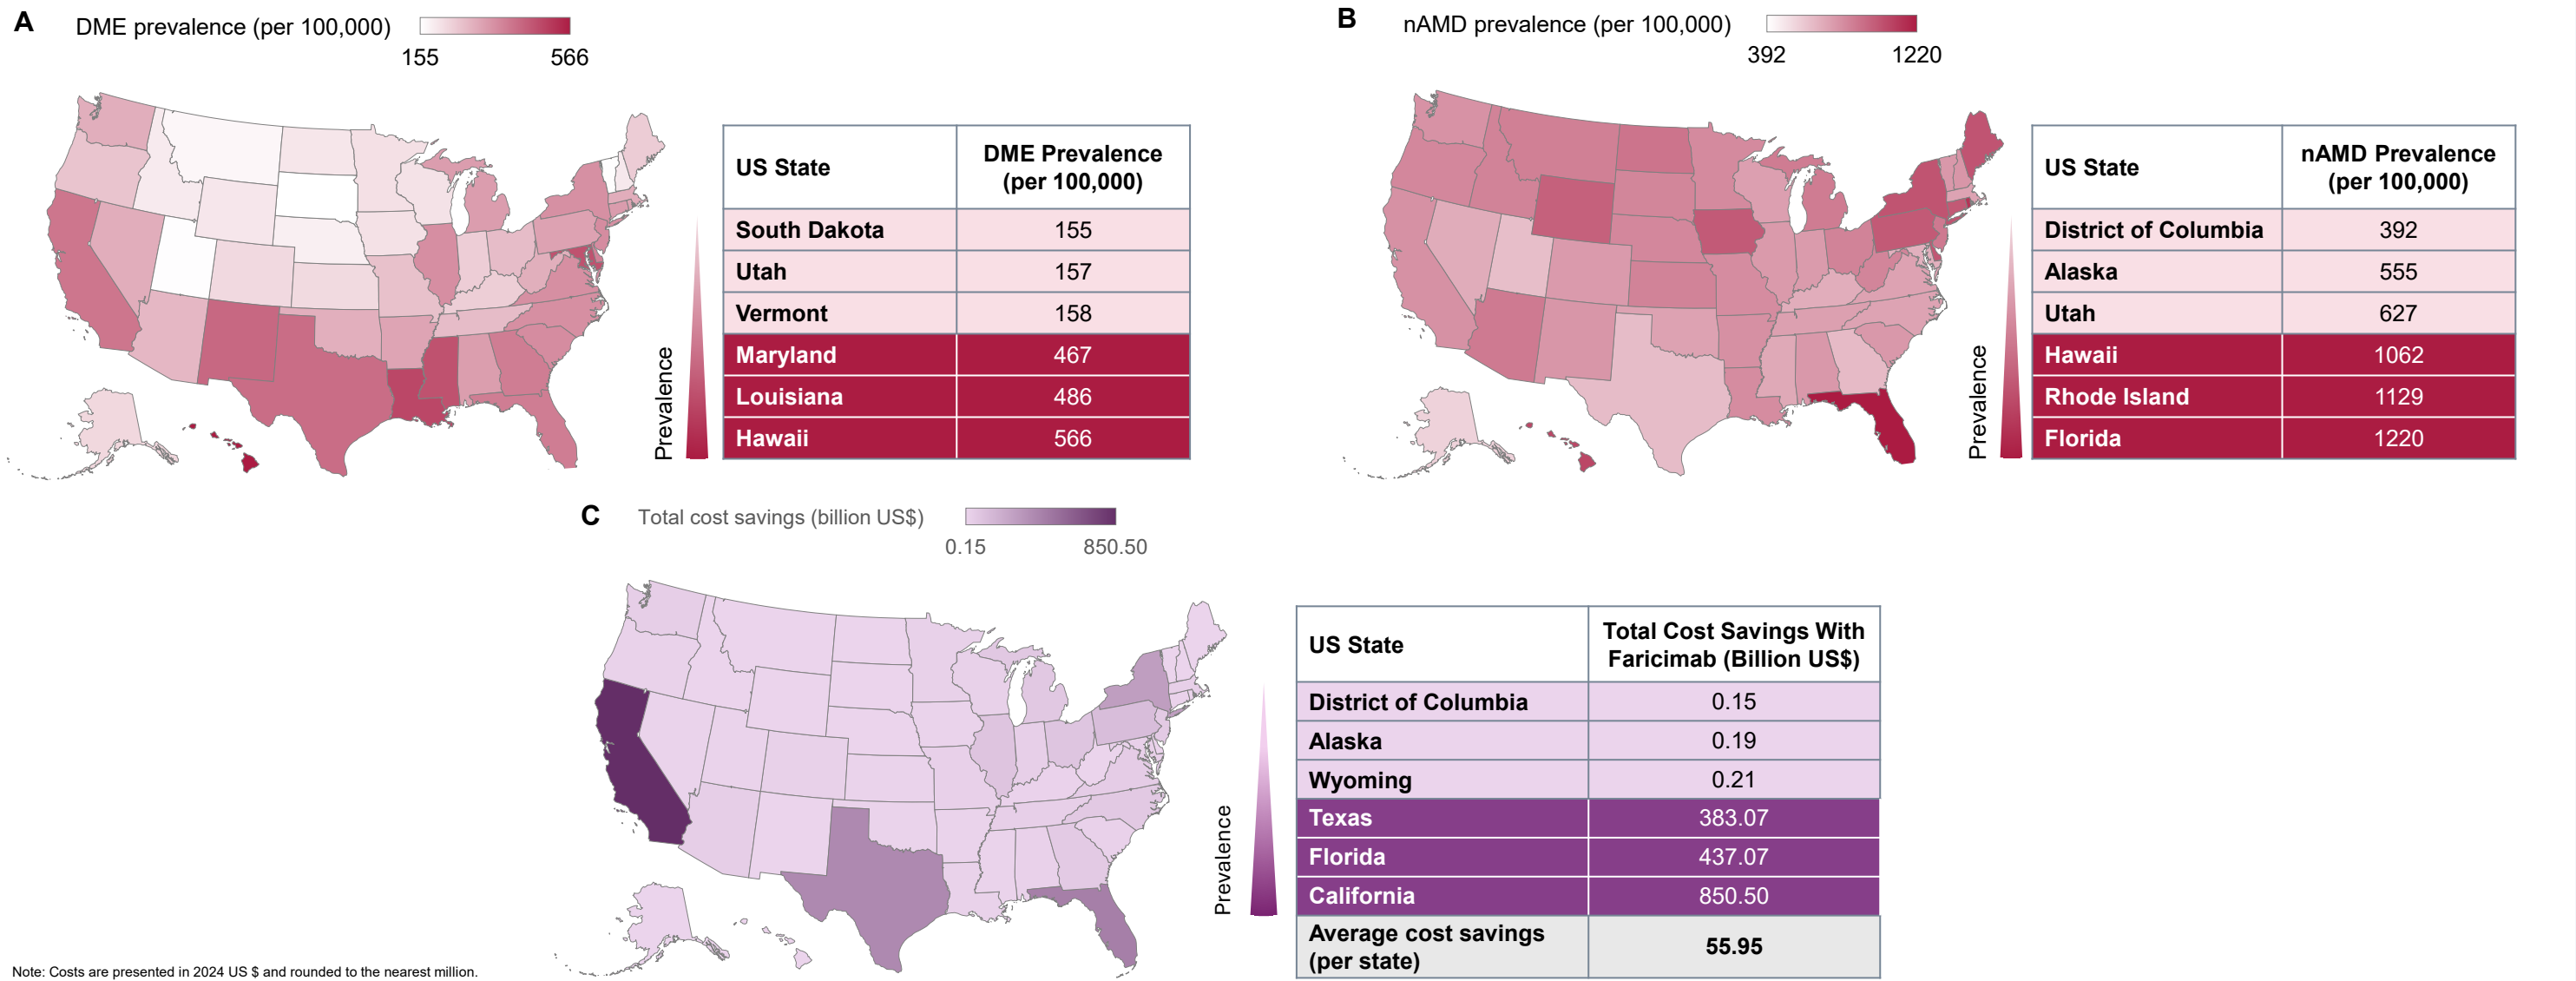 A
DME prevalence (per 100,000)
155
566
US State
DME Prevalence
(per 100,000)
South Dakota 155
Utah 157
Vermont 158
Maryland 467
Louisiana 486
Hawaii 566
Prevalence
B
nAMD prevalence (per 100,000)
392
1220
US State
nAMD Prevalence
(per 100,000)
District of Columbia 392
Alaska 555
Utah 627
Hawaii 1062
Rhode Island 1129
Florida 1220
Prevalence
C
Total cost savings (billion US$)
0.15
850.50
US State
Total Cost Savings With
Faricimab (Billion US$)
District of Columbia 0.15
Alaska 0.19
Wyoming 0.21
Texas 383.07
Florida 437.07
California 850.50
Average cost savings
(per state)
55.95
Prevalence
Note: Costs are presented in 2024 US $ and rounded to the nearest million.